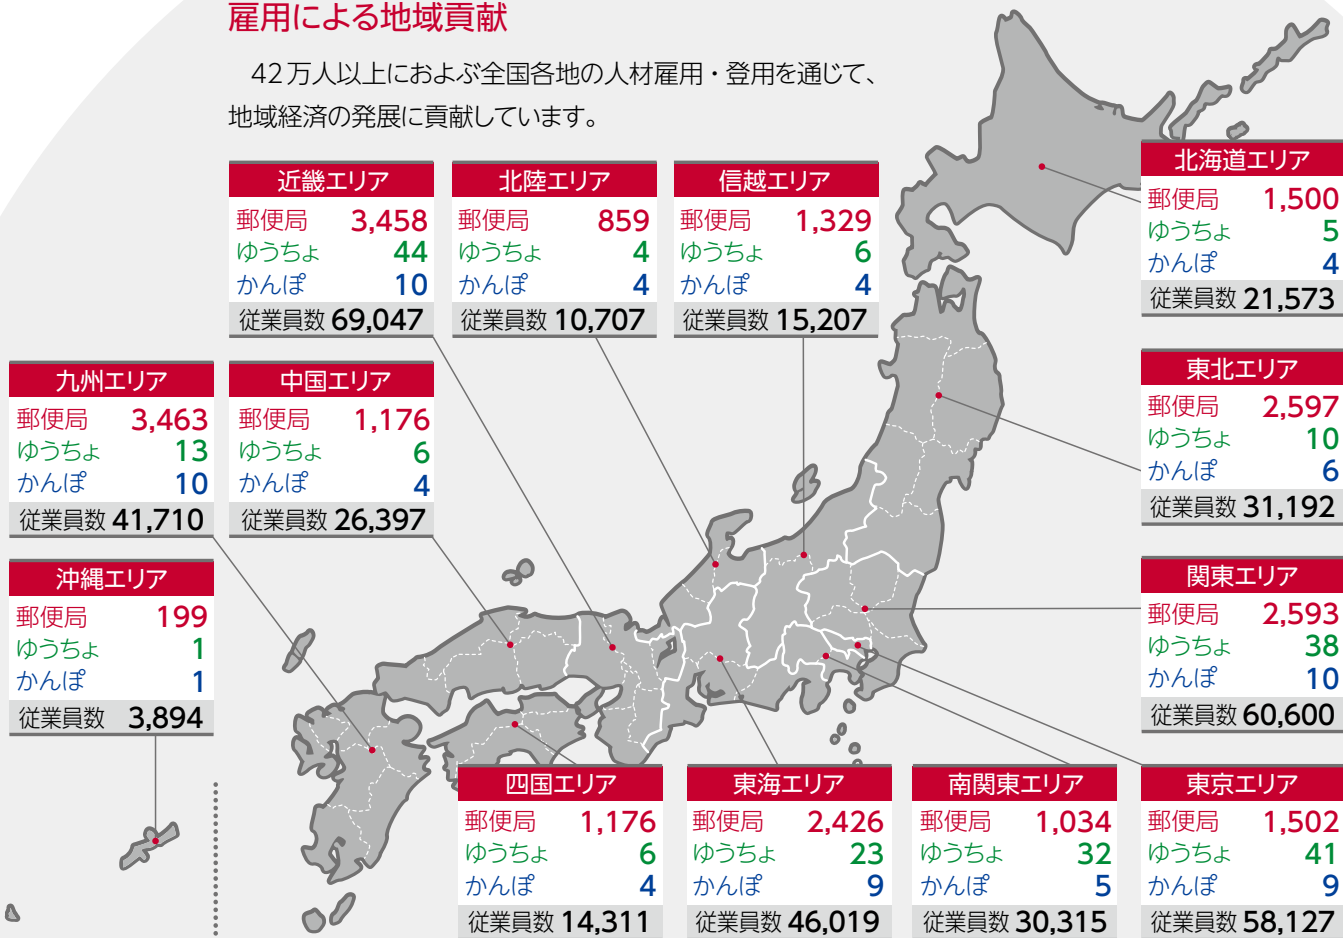 雇用による地域貢献
42万人以上におよぶ全国各地の人材雇用・登用を通じて、
地域経済の発展に貢献しています。
近畿エリア
郵便局 3,458
ゆうちょ 44
かんぽ 10
従業員数 69,047
北陸エリア
郵便局 859
ゆうちょ 4
かんぽ 4
従業員数 10,707
信越エリア
郵便局 1,329
ゆうちょ 6
かんぽ 4
従業員数 15,207
北海道エリア
郵便局 1,500
ゆうちょ 5
かんぽ 4
従業員数 21,573
九州エリア
郵便局 3,463
ゆうちょ 13
かんぽ 10
従業員数 41,710
中国エリア
郵便局 1,176
ゆうちょ 6
かんぽ 4
従業員数 26,397
東北エリア
郵便局 2,597
ゆうちょ 10
かんぽ 6
従業員数 31,192
沖縄エリア
郵便局 199
ゆうちょ 1
かんぽ 1
従業員数 3,894
関東エリア
郵便局 2,593
ゆうちょ 38
かんぽ 10
従業員数 60,600
四国エリア
郵便局 1,176
ゆうちょ 6
かんぽ 4
従業員数 14,311
東海エリア
郵便局 2,426
ゆうちょ 23
かんぽ 9
従業員数 46,019
南関東エリア
郵便局 1,034
ゆうちょ 32
かんぽ 5
従業員数 30,315
東京エリア
郵便局 1,502
ゆうちょ 41
かんぽ 9
従業員数 58,127